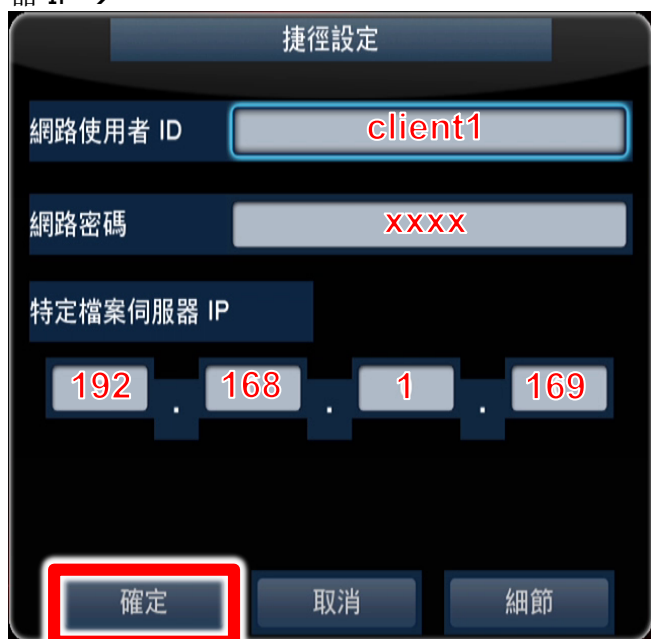 捷徑設定
網路使用者 ID client1
網路密碼 xxxx
特定檔案伺服器 IP
192 . 168 . 1 . 169
確定 取消 細節